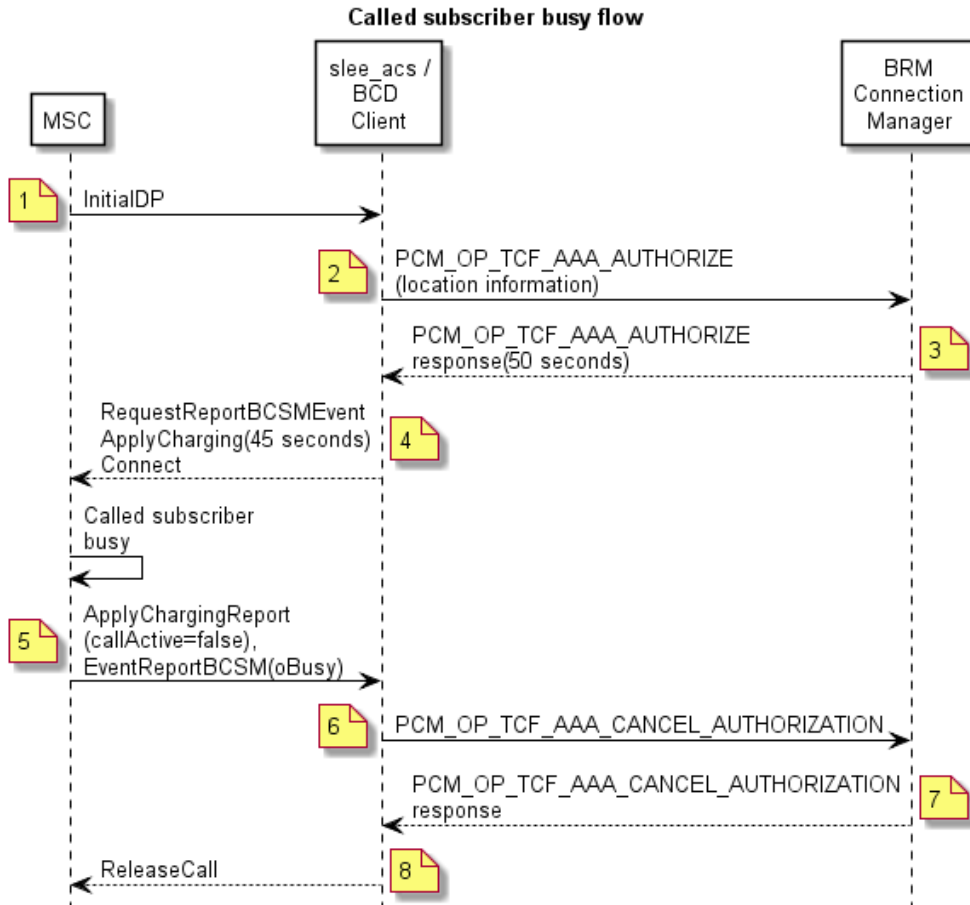 Called subscriber busy flow
MSC
slee_acs /
BCD
Client
BRM
Connection
Manager
1
InitialDP
2
PCM_OP_TCF_AAA_AUTHORIZE
(location information)
PCM_OP_TCF_AAA_AUTHORIZE
response(50 seconds)
3
RequestReportBCSMEvent
ApplyCharging(45 seconds)
Connect
4
Called subscriber
busy
5
ApplyChargingReport
(callActive=false),
EventReportBCSM(oBusy)
6
PCM_OP_TCF_AAA_CANCEL_AUTHORIZATION
PCM_OP_TCF_AAA_CANCEL_AUTHORIZATION
response
7
ReleaseCall
8